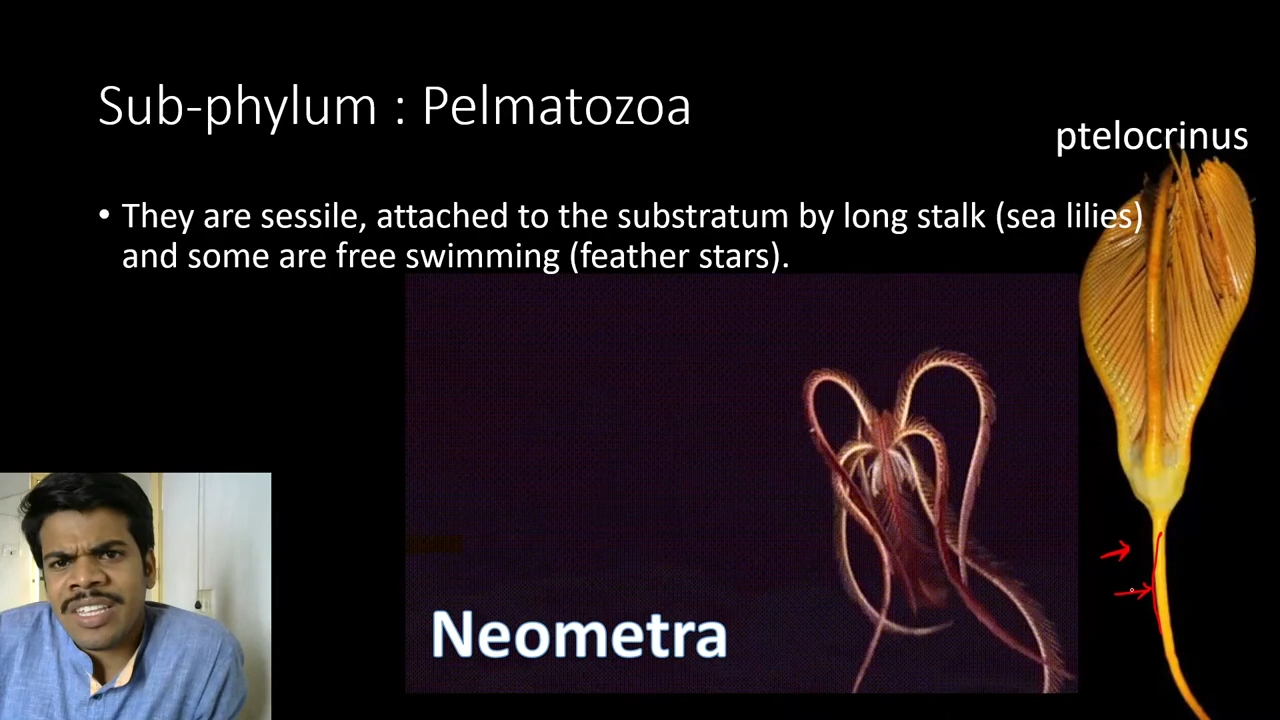 Sub-phylum : Pelmatozoa
ptelocrinus
• They are sessile, attached to the substratum by long stalk (sea lilies)
and some are free swimming (feather stars).
Neometra